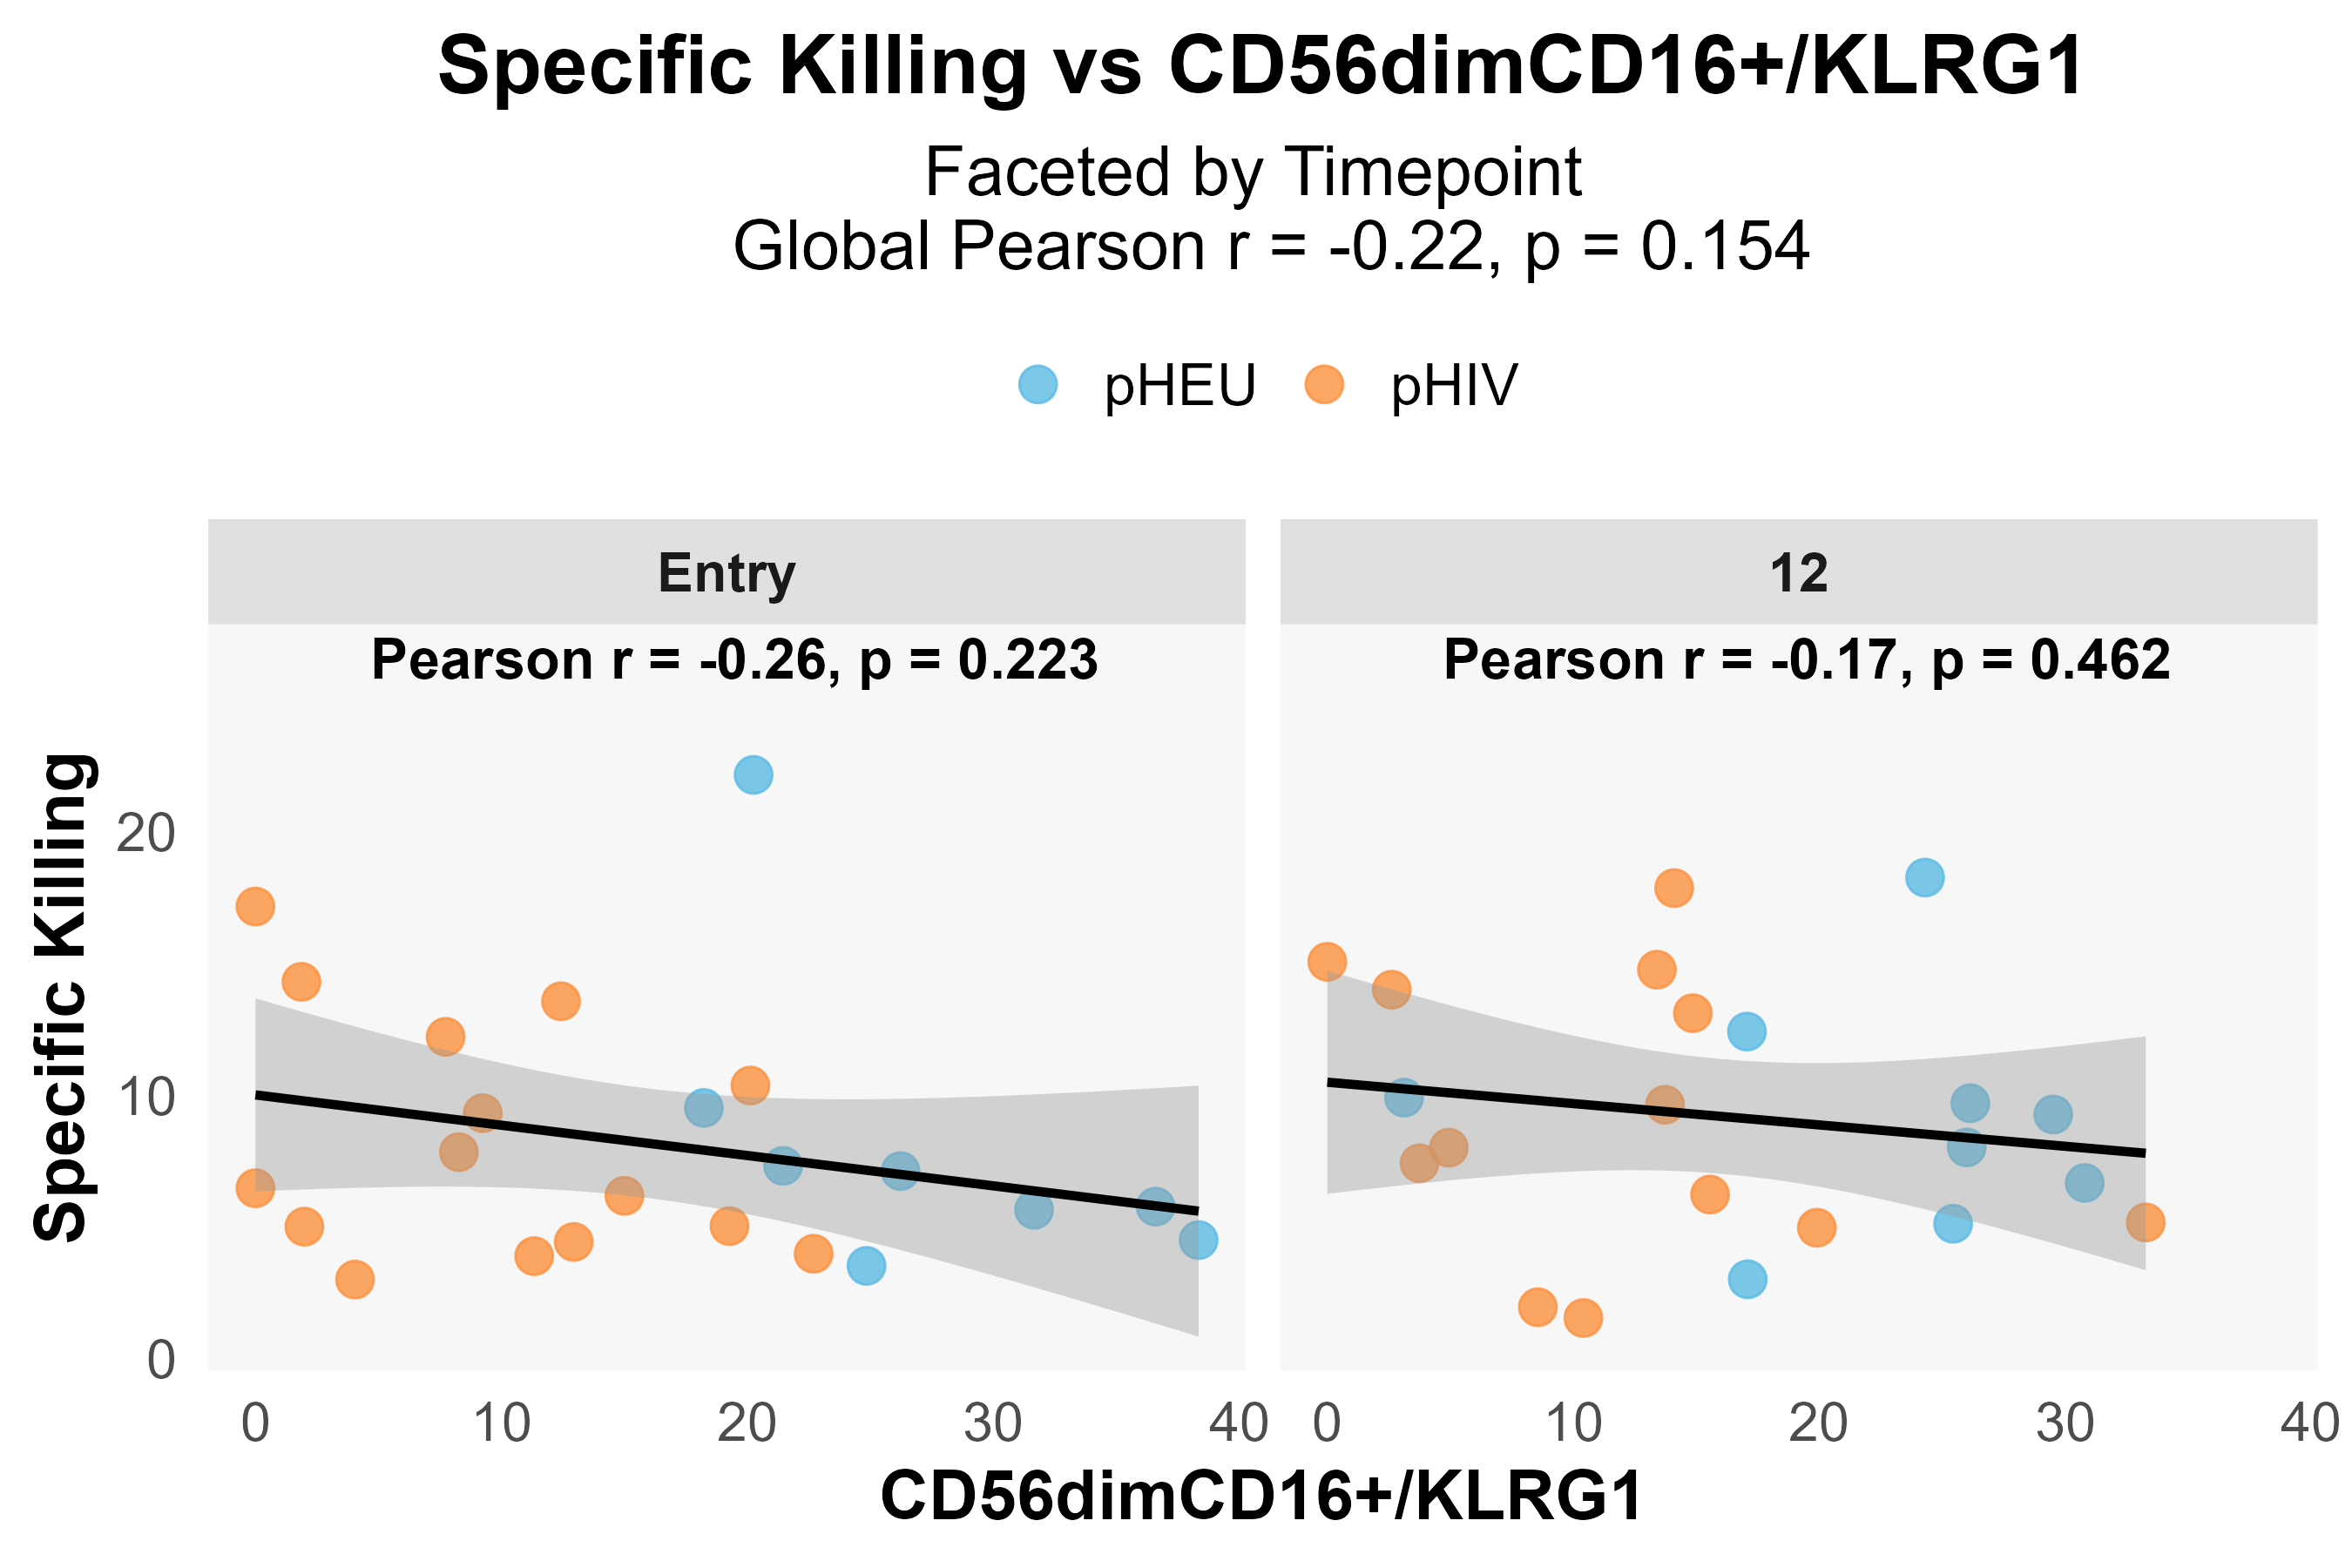 Specific Killing vs CD56dimCD16+/KLRG1
Faceted by Timepoint
Global Pearson r = -0.22, p = 0.154
pHEU pHIV
Entry 12
Pearson r = -0.26, p = 0.223 Pearson r = -0.17, p = 0.462
Specific Killing
20
10
0
0 10 20 30 40 0 10 20 30 40
CD56dimCD16+/KLRG1